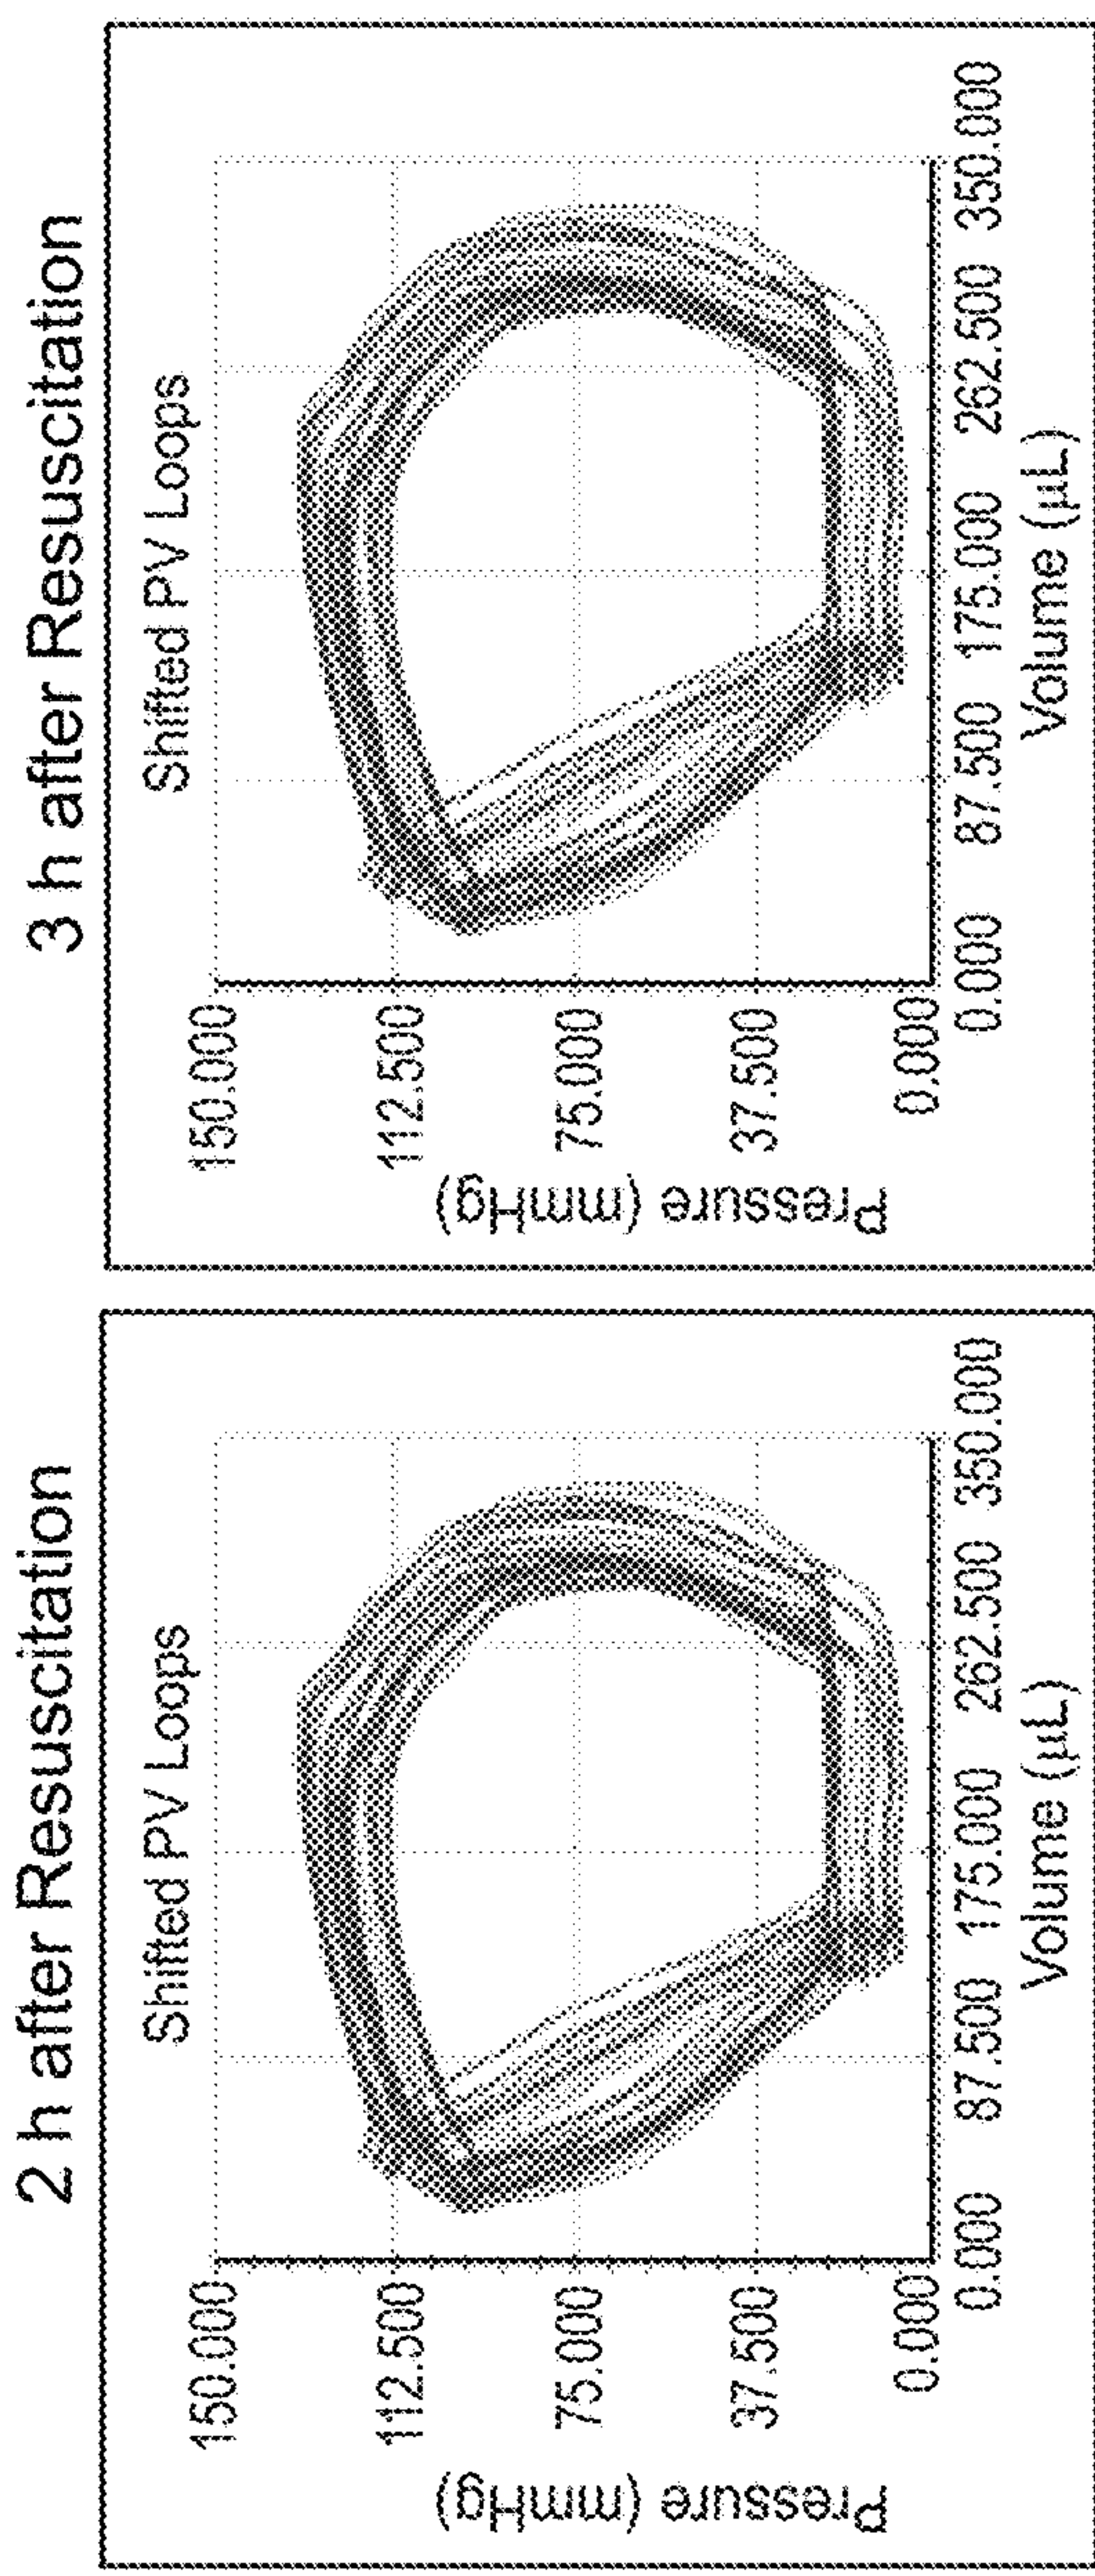 2 h after Resuscitation
Shifted PV Loops
Pressure (mmHg)
150.000
112.500
75.000
37.500
0.000
0.000 87.500 175.000 262.500 350.000
Volume (µL)
3 h after Resuscitation
Shifted PV Loops
Pressure (mmHg)
150.000
112.500
75.000
37.500
0.000
0.000 87.500 175.000 262.500 350.000
Volume (µL)